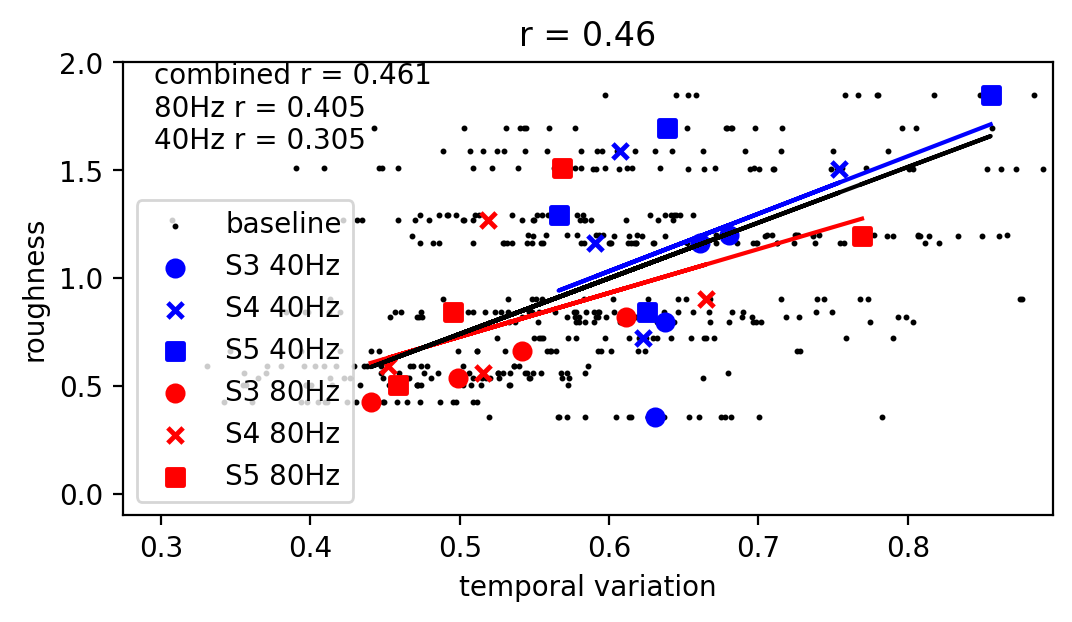 r = 0.46
combined r = 0.461
80Hz r = 0.405
40Hz r = 0.305
baseline
S3 40Hz
S4 40Hz
S5 40Hz
S3 80Hz
S4 80Hz
S5 80Hz
2.0
1.5
1.0
0.5
0.0
roughness
0.3 0.4 0.5 0.6 0.7 0.8
temporal variation